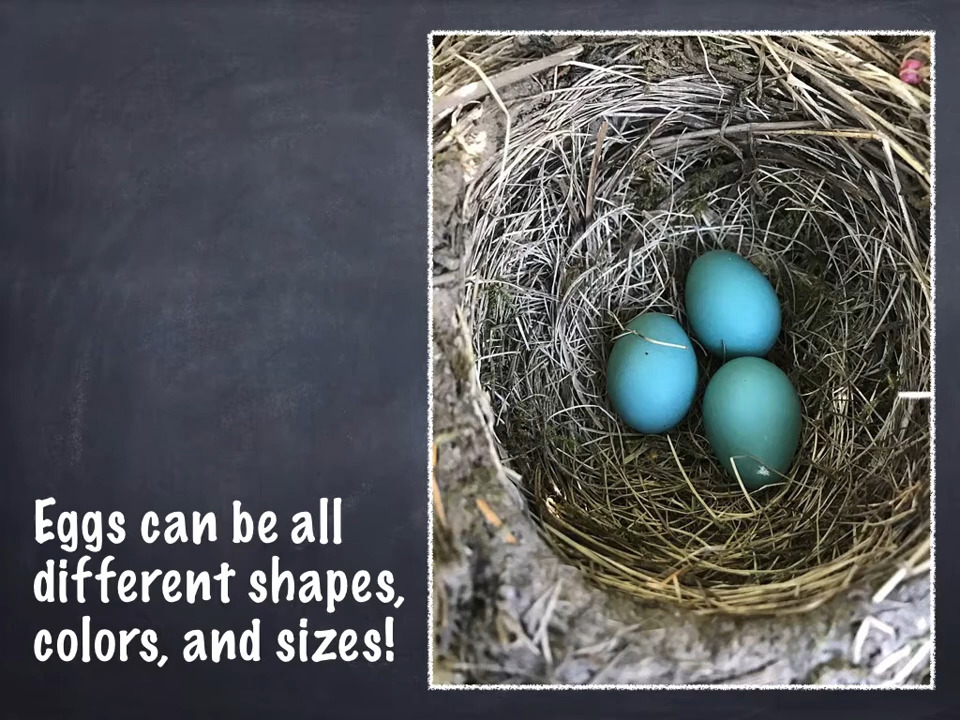 Eggs can be all
different shapes,
colors, and sizes!